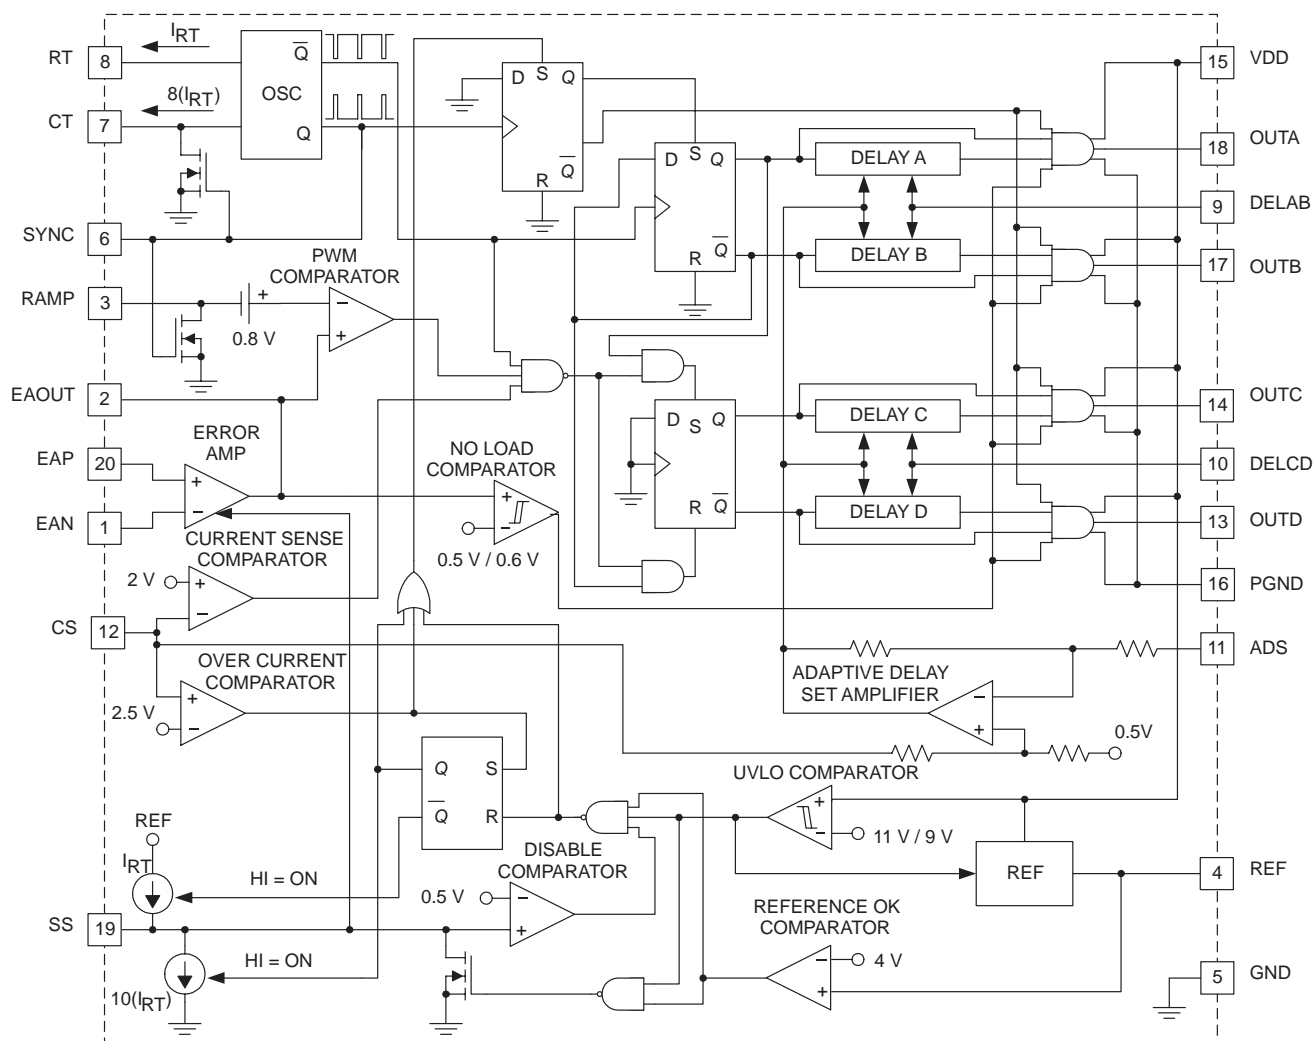 RT
8
I_RT
Q̅
OSC
Q
CT
7
8(I_RT)
D
S
Q
Q̅
R
15
VDD
18
OUTA
D
S
Q
R
Q̅
DELAY A
9
DELAB
DELAY B
17
OUTB
SYNC
6
PWM
COMPARATOR
RAMP
3
+
0.8 V
−
+
EAOUT
2
ERROR
AMP
EAP
20
+
−
EAN
1
NO LOAD
COMPARATOR
+
−
0.5 V / 0.6 V
D
S
Q
R
Q̅
DELAY C
14
OUTC
10
DELCD
DELAY D
13
OUTD
16
PGND
CURRENT SENSE
COMPARATOR
2 V
+
−
CS
12
OVER CURRENT
COMPARATOR
+
2.5 V
−
11
ADS
ADAPTIVE DELAY
SET AMPLIFIER
−
+
0.5V
Q
S
Q̅
R
UVLO COMPARATOR
+
−
11 V / 9 V
REF
I_RT
HI = ON
DISABLE
COMPARATOR
0.5 V
−
+
REF
4
REF
SS
19
HI = ON
10(I_RT)
REFERENCE OK
COMPARATOR
−
4 V
+
5
GND